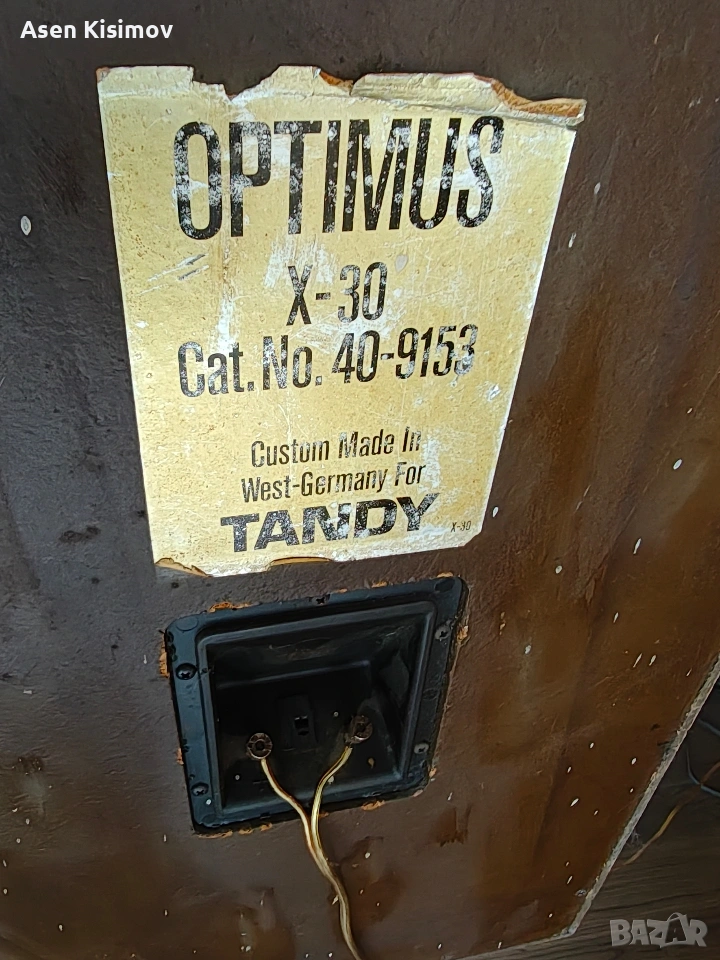 Asen Kisimov
OPTIMUS
X-30
Cat. No. 40-9153
Custom Made In
West-Germany For
TANDY
X-30
BAZAR